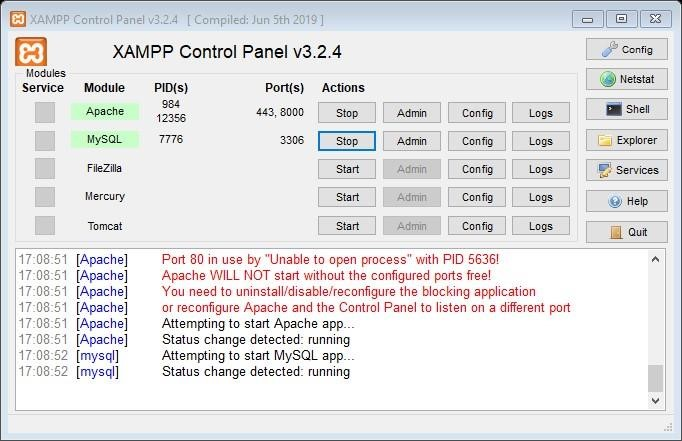 XAMPP Control Panel v3.2.4   [ Compiled: Jun 5th 2019 ]
XAMPP Control Panel v3.2.4
Config
Modules
Service Module PID(s) Port(s) Actions
Netstat
Apache 984 12356 443, 8000 Stop Admin Config Logs
Shell
MySQL 7776 3306 Stop Admin Config Logs
Explorer
FileZilla Start Admin Config Logs
Services
Mercury Start Admin Config Logs
Help
Tomcat Start Admin Config Logs
Quit
17:08:51 [Apache] Port 80 in use by "Unable to open process" with PID 5636!
17:08:51 [Apache] Apache WILL NOT start without the configured ports free!
17:08:51 [Apache] You need to uninstall/disable/reconfigure the blocking application
17:08:51 [Apache] or reconfigure Apache and the Control Panel to listen on a different port
17:08:51 [Apache] Attempting to start Apache app...
17:08:51 [Apache] Status change detected: running
17:08:52 [mysql] Attempting to start MySQL app...
17:08:52 [mysql] Status change detected: running